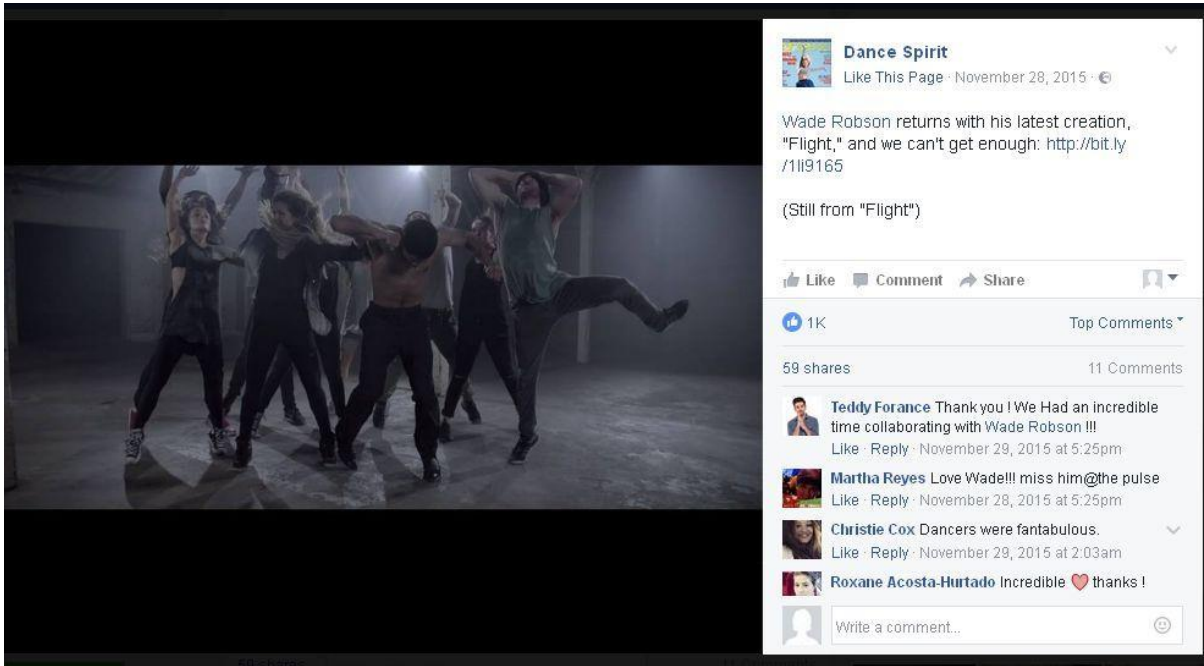 Dance Spirit
Like This Page · November 28, 2015 ·
Wade Robson returns with his latest creation,
"Flight," and we can't get enough: http://bit.ly
/1li9165
(Still from "Flight")
Like Comment Share
1K
Top Comments
59 shares
11 Comments
Teddy Forance Thank you ! We Had an incredible
time collaborating with Wade Robson !!!
Like · Reply · November 29, 2015 at 5:25pm
Martha Reyes Love Wade!!! miss him@the pulse
Like · Reply · November 28, 2015 at 5:25pm
Christie Cox Dancers were fantabulous.
Like · Reply · November 29, 2015 at 2:03am
Roxane Acosta-Hurtado Incredible ❤ thanks !
Write a comment...
59 shares